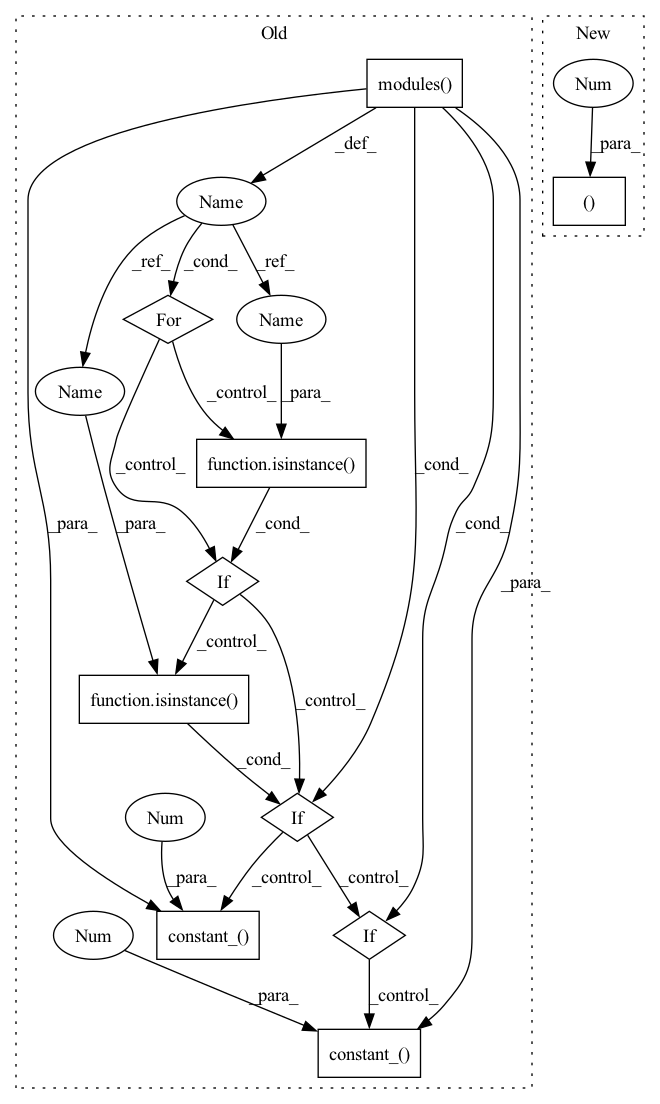 Old
New
modules()
Num
_def_
_para_
Name
()
_ref_
_cond_
_ref_
For
Name
Name
_control_
_para_
function.isinstance()
_control_
_cond_
_para_
_para_
_cond_
_cond_
_para_
If
_control_
function.isinstance()
_control_
_cond_
Num
If
_para_
_control_
_control_
Num
constant_()
If
_para_
_control_
constant_()